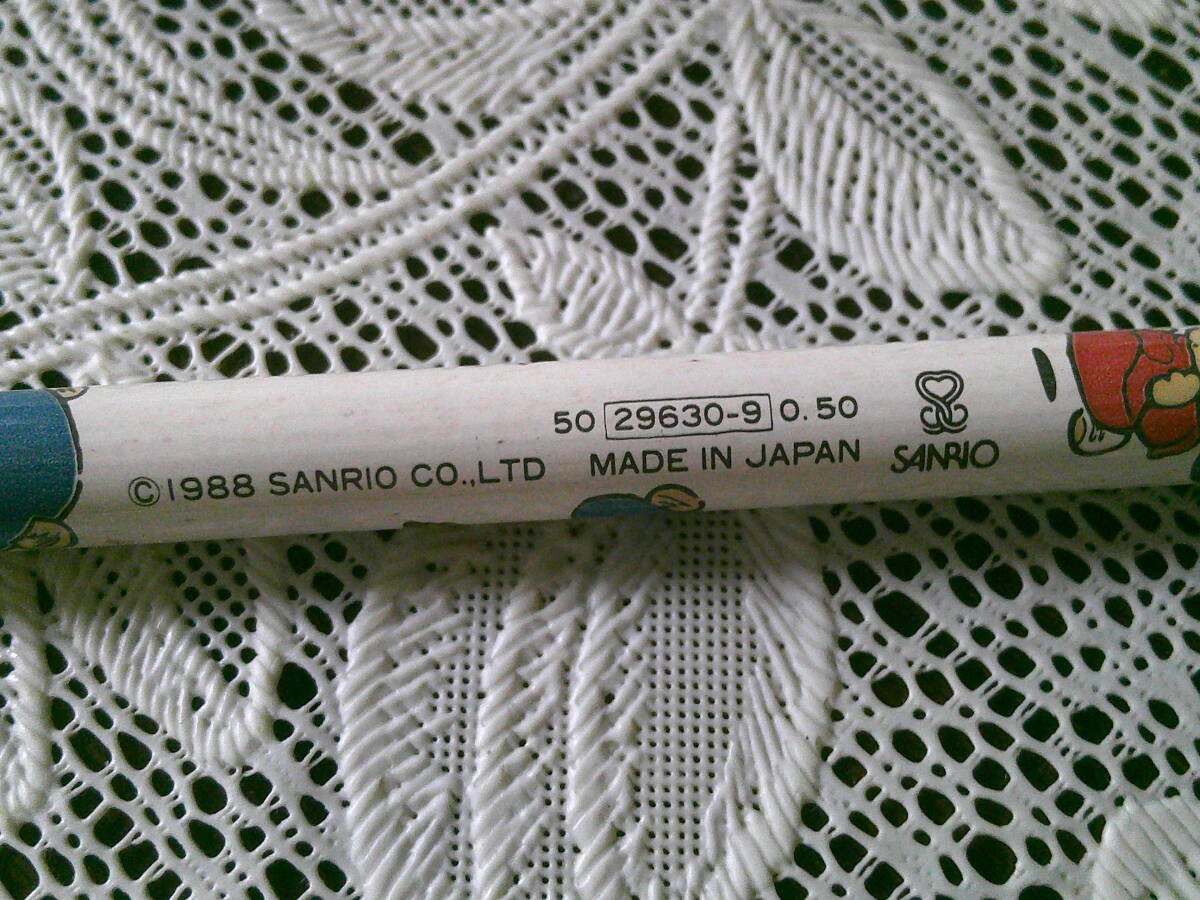 50 29630-9 0.50
©1988 SANRIO CO.,LTD MADE IN JAPAN
SANRIO